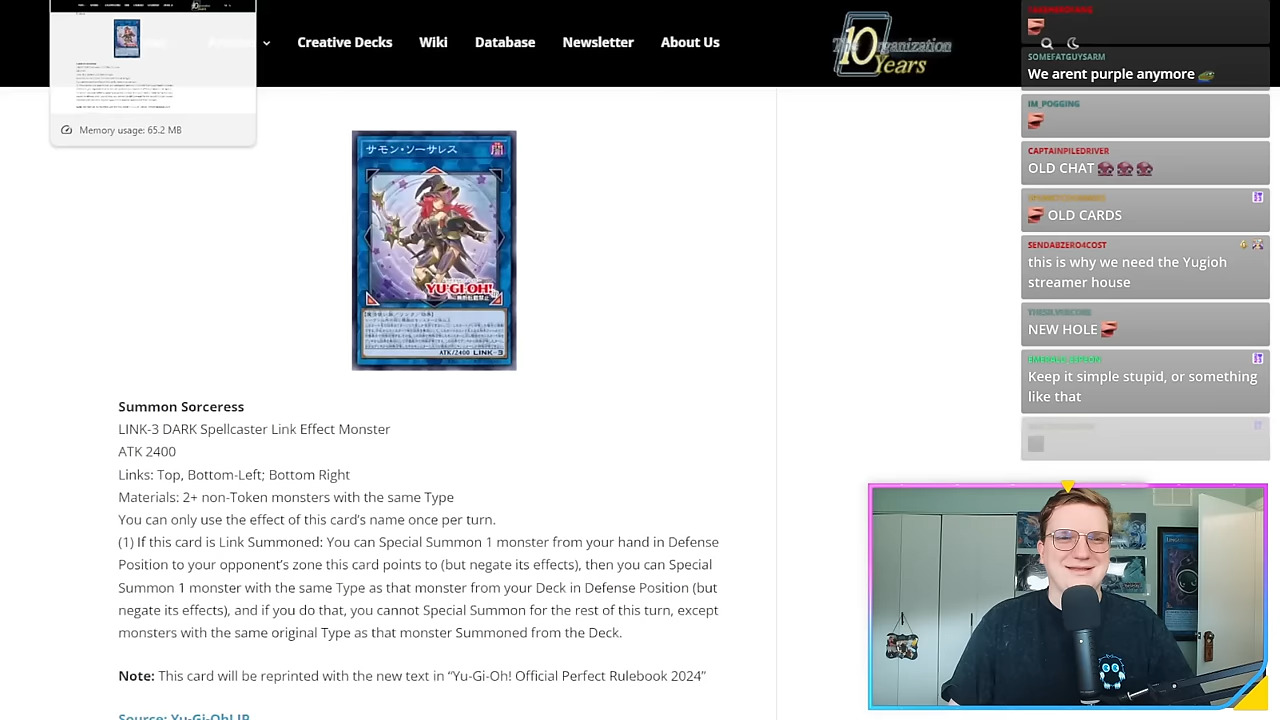 Creative Decks
Wiki
Database
Newsletter
About Us
The 10 Organization
Years
Memory usage: 65.2 MB
サモン・ソーサレス
YU-GI-OH!
ATK/2400 LINK-3
Summon Sorceress
LINK-3 DARK Spellcaster Link Effect Monster
ATK 2400
Links: Top, Bottom-Left; Bottom Right
Materials: 2+ non-Token monsters with the same Type
You can only use the effect of this card’s name once per turn.
(1) If this card is Link Summoned: You can Special Summon 1 monster from your hand in Defense
Position to your opponent’s zone this card points to (but negate its effects), then you can Special
Summon 1 monster with the same Type as that monster from your Deck in Defense Position (but
negate its effects), and if you do that, you cannot Special Summon for the rest of this turn, except
monsters with the same original Type as that monster Summoned from the Deck.
Note: This card will be reprinted with the new text in “Yu-Gi-Oh! Official Perfect Rulebook 2024”
Source: Yu-Gi-Oh! JP
SOMEFATGUYSARM
We arent purple anymore
IM_POGGING
CAPTAINPILEDRIVER
OLD CHAT
OLD CARDS
SENDABZERO4COST
this is why we need the Yugioh
streamer house
NEW HOLE
Keep it simple stupid, or something
like that